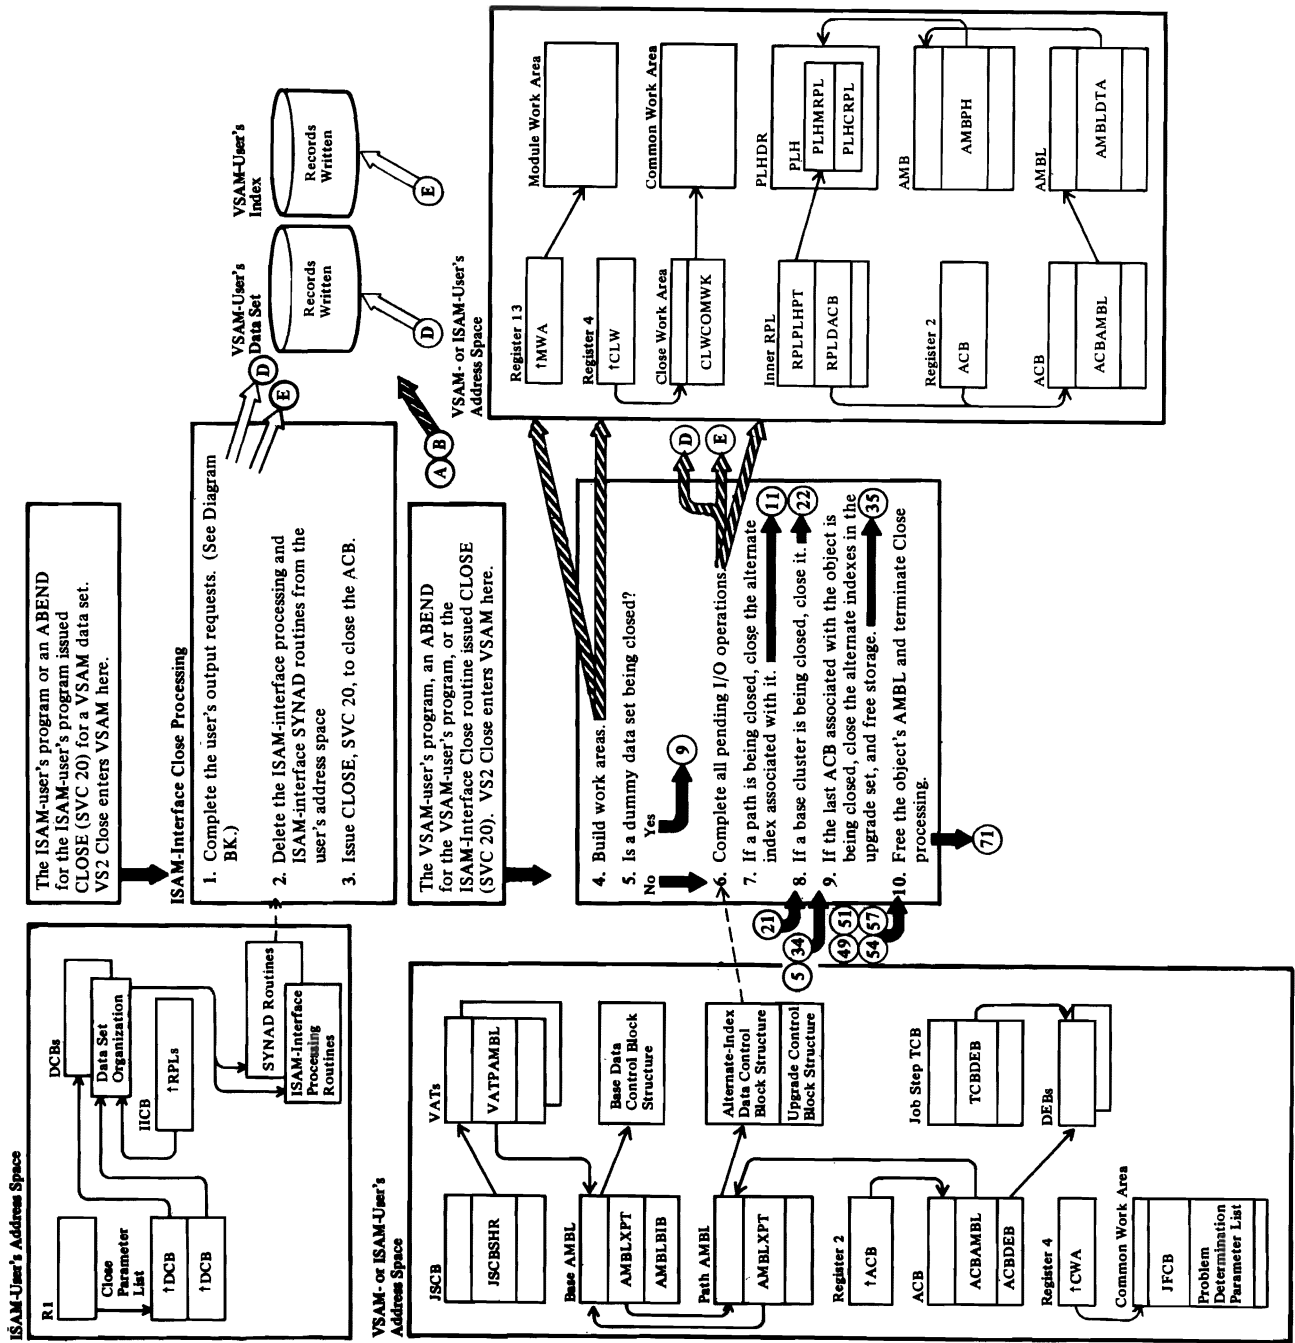 ISAM-User's Address Space
R1
Close
Parameter
List
↑DCB
↑DCB
DCBs
Data Set
Organization
IICB
↑RPLs
SYNAD Routines
ISAM-Interface
Processing
Routines
VSAM- or ISAM-User's
Address Space
JSCB
JSCBSHR
VATs
VATPAMBL
Base AMBL
AMBLXPT
AMBLBIB
Base Data
Control Block
Structure
Path AMBL
AMBLXPT
Alternate-Index
Data Control
Block Structure
Upgrade Control
Block Structure
Register 2
↑ACB
ACB
ACBAMBL
ACBDEB
Job Step TCB
TCBDEB
DEBs
Register 4
↑CWA
Common Work Area
JFCB
Problem
Determination
Parameter List
The ISAM-user's program or an ABEND
for the ISAM-user's program issued
CLOSE (SVC 20) for a VSAM data set.
VS2 Close enters VSAM here.
ISAM-Interface Close Processing
1. Complete the user's output requests. (See Diagram
BK.)
2. Delete the ISAM-interface processing and
ISAM-interface SYNAD routines from the
user's address space
3. Issue CLOSE, SVC 20, to close the ACB.
The VSAM-user's program, an ABEND
for the VSAM-user's program, or the
ISAM-Interface Close routine issued CLOSE
(SVC 20). VS2 Close enters VSAM here.
4. Build work areas.
5. Is a dummy data set being closed?
No
Yes
9
6. Complete all pending I/O operations.
7. If a path is being closed, close the alternate
index associated with it.
11
21
8. If a base cluster is being closed, close it.
22
5
34
9. If the last ACB associated with the object is
being closed, close the alternate indexes in the
upgrade set, and free storage.
35
49
51
54
57
10. Free the object's AMBL and terminate Close
processing.
71
D
E
A
B
D
E
VSAM-User's
Data Set
Records
Written
D
VSAM-User's
Index
Records
Written
E
VSAM- or ISAM-User's
Address Space
Register 13
↑MWA
Module Work Area
Register 4
↑CLW
Close Work Area
CLWCOMWK
Common Work Area
Inner RPL
RPLPLHPT
RPLDACB
PLHDR
PLH
PLHMRPL
PLHCRPL
Register 2
ACB
AMB
AMBPH
ACB
ACBAMBL
AMBL
AMBLDTA